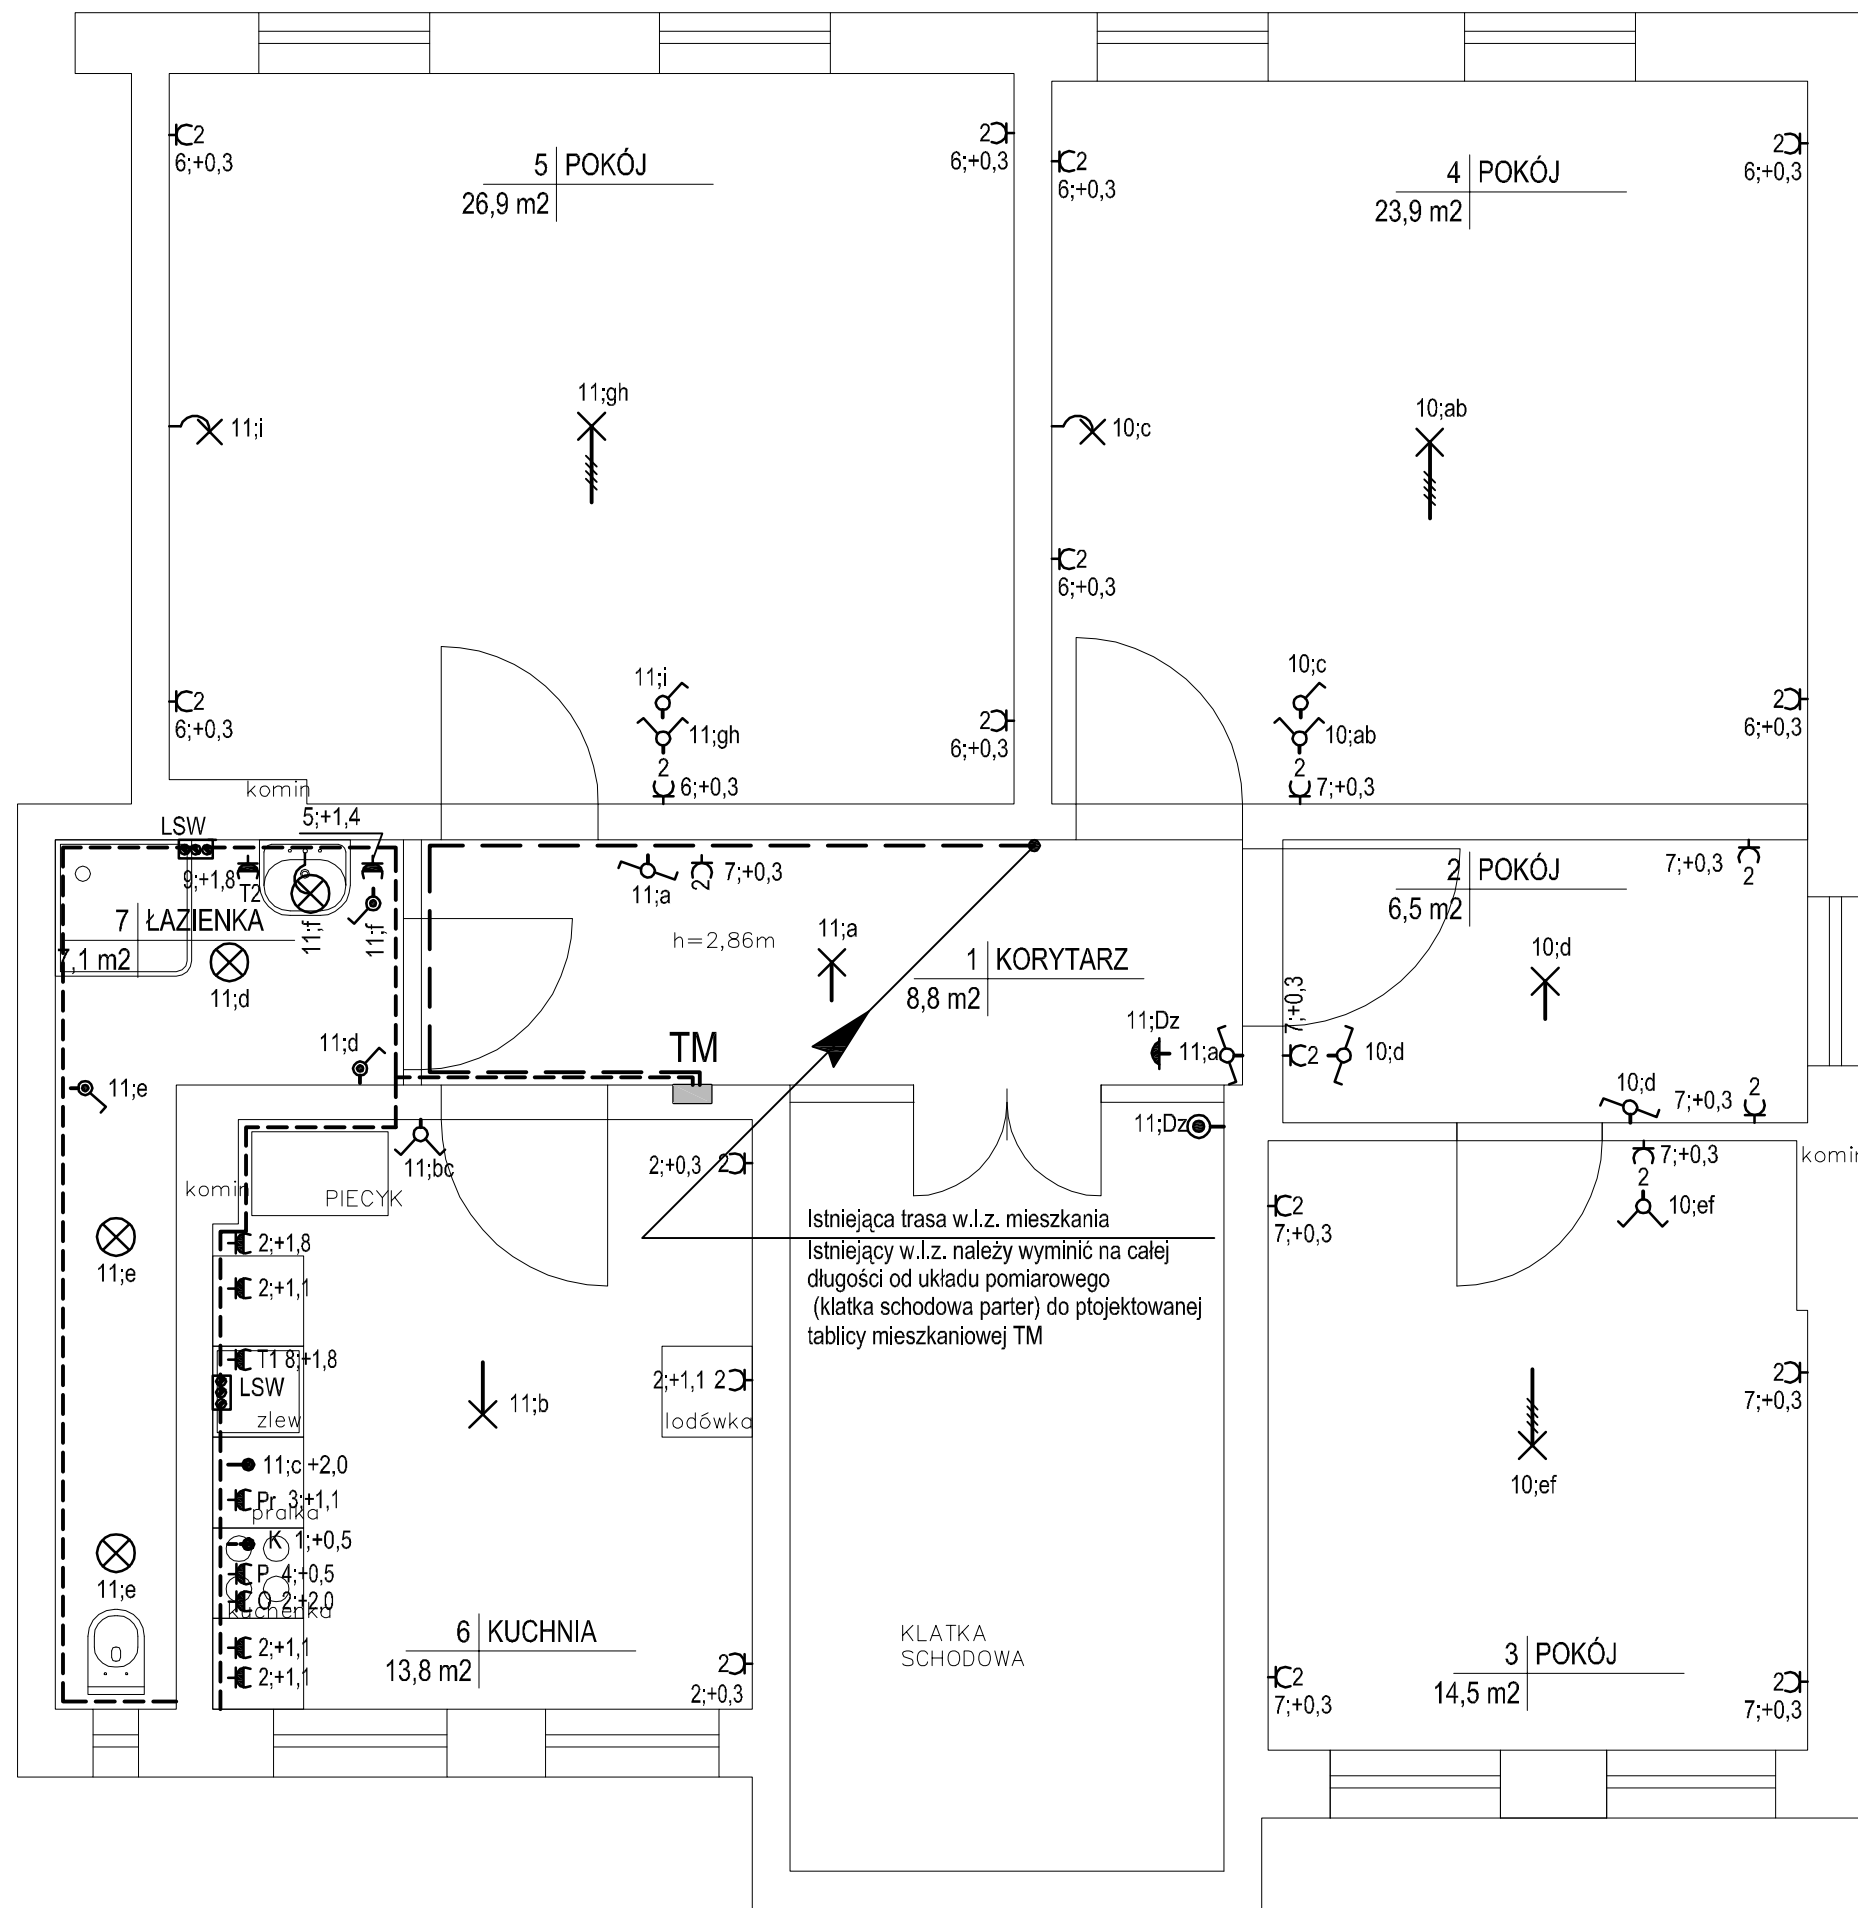 2
6;+0,3
5 POKÓJ
26,9 m2
2
6;+0,3
2
6;+0,3
4 POKÓJ
23,9 m2
2
6;+0,3
11;gh
11;i
10;ab
10;c
2
6;+0,3
2
6;+0,3
11;i
11;gh
2
6;+0,3
2
6;+0,3
10;c
10;ab
2
7;+0,3
2
6;+0,3
komin
5;+1,4
LSW
9;+1,8
T2
11;f
11;f
7 ŁAZIENKA
7,1 m2
11;d
11;d
11;e
11;e
11;e
11;a
2
7;+0,3
h=2,86m
11;a
1 KORYTARZ
8,8 m2
TM
11;Dz
11;a
11;Dz
7;+0,3
2
10;d
2 POKÓJ
6,5 m2
7;+0,3
2
10;d
10;d
7;+0,3
2
11;bc
komin
PIECYK
2;+0,3 2
2;+1,8
2;+1,1
T1 8;+1,8
LSW
zlew
11;c +2,0
Pr 3;+1,1
pralka
K 1;+0,5
P 4;+0,5
O 2;+2,0
kuchenka
2;+1,1
2;+1,1
11;b
2;+1,1 2
lodówka
6 KUCHNIA
13,8 m2
2
2;+0,3
Istniejąca trasa w.l.z. mieszkania
Istniejący w.l.z. należy wyminić na całej
długości od układu pomiarowego
(klatka schodowa parter) do ptojektowanej
tablicy mieszkaniowej TM
KLATKA
SCHODOWA
7;+0,3
2
10;ef
komin
2
7;+0,3
2
7;+0,3
10;ef
3 POKÓJ
14,5 m2
2
7;+0,3
2
7;+0,3